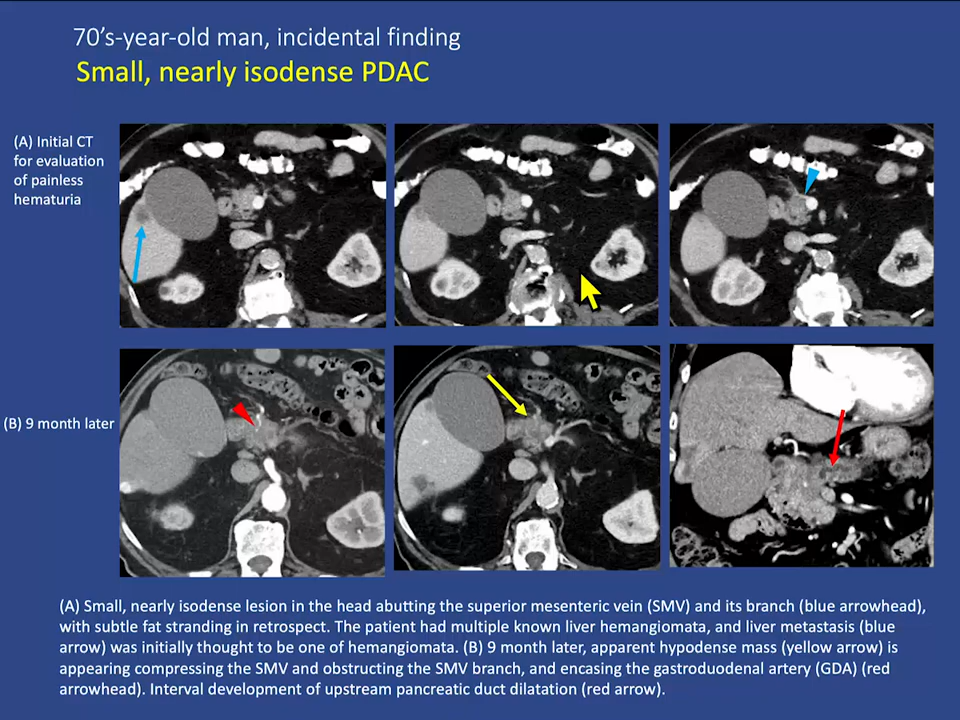 70's-year-old man, incidental finding
Small, nearly isodense PDAC
(A) Initial CT
for evaluation
of painless
hematuria
(B) 9 month later
(A) Small, nearly isodense lesion in the head abutting the superior mesenteric vein (SMV) and its branch (blue arrowhead),
with subtle fat stranding in retrospect. The patient had multiple known liver hemangiomata, and liver metastasis (blue
arrow) was initially thought to be one of hemangiomata. (B) 9 month later, apparent hypodense mass (yellow arrow) is
appearing compressing the SMV and obstructing the SMV branch, and encasing the gastroduodenal artery (GDA) (red
arrowhead). Interval development of upstream pancreatic duct dilatation (red arrow).